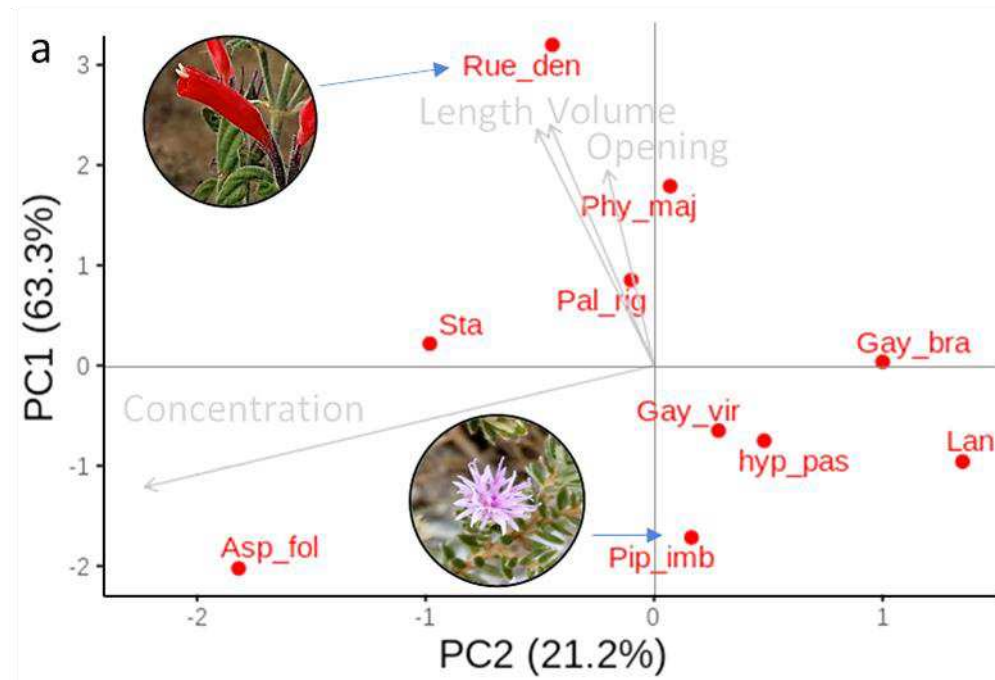 a
Rue_den
Length Volume
Opening
Phy_maj
Pal_rig
Sta
Gay_bra
Concentration
Gay_vir
hyp_pas
Lan
Asp_fol
Pip_imb
PC1 (63.3%)
3
2
1
0
-1
-2
-2
-1
0
1
PC2 (21.2%)